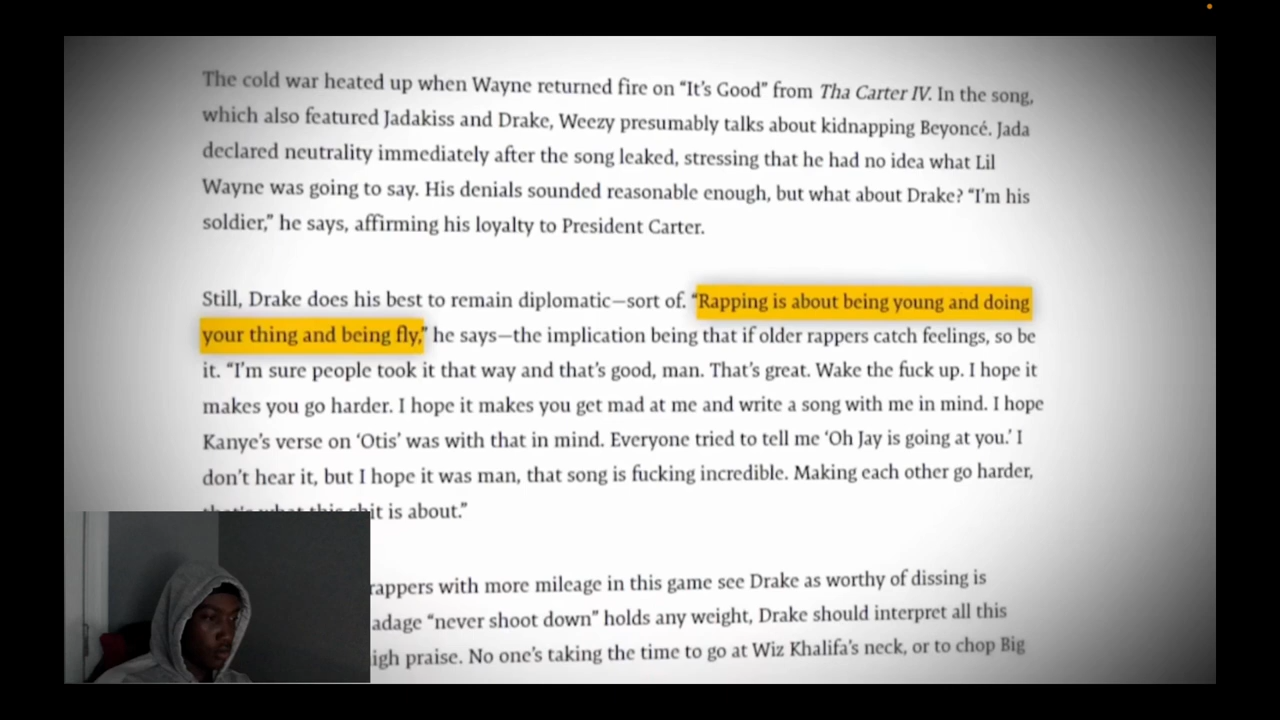 The cold war heated up when Wayne returned fire on “It’s Good” from Tha Carter IV. In the song,
which also featured Jadakiss and Drake, Weezy presumably talks about kidnapping Beyoncé. Jada
declared neutrality immediately after the song leaked, stressing that he had no idea what Lil
Wayne was going to say. His denials sounded reasonable enough, but what about Drake? “I’m his
soldier,” he says, affirming his loyalty to President Carter.
Still, Drake does his best to remain diplomatic—sort of. “Rapping is about being young and doing
your thing and being fly,” he says—the implication being that if older rappers catch feelings, so be
it. “I’m sure people took it that way and that’s good, man. That’s great. Wake the fuck up. I hope it
makes you go harder. I hope it makes you get mad at me and write a song with me in mind. I hope
Kanye’s verse on ‘Otis’ was with that in mind. Everyone tried to tell me ‘Oh Jay is going at you.’ I
don’t hear it, but I hope it was man, that song is fucking incredible. Making each other go harder,
is about.”
rappers with more mileage in this game see Drake as worthy of dissing is
adage “never shoot down” holds any weight, Drake should interpret all this
praise. No one’s taking the time to go at Wiz Khalifa’s neck, or to chop Big